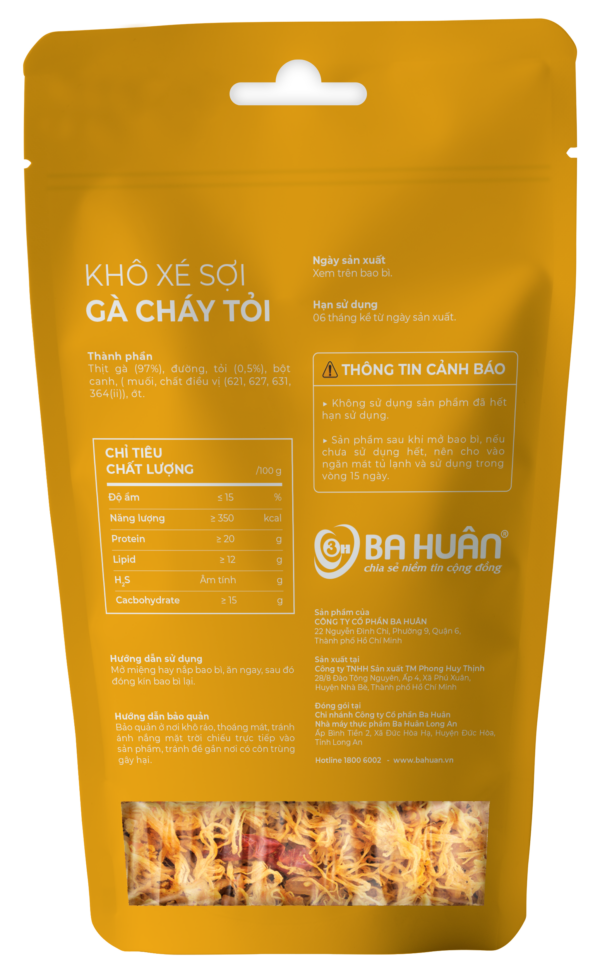 KHÔ XÉ SỢI
GÀ CHÁY TỎI
Thành phần
Thịt gà (97%), đường, tỏi (0,5%), bột
canh, ( muối, chất điều vị (621, 627, 631,
364(ii)), ớt.
CHỈ TIÊU
CHẤT LƯỢNG /100 g
Độ ẩm ≤ 15 %
Năng lượng ≥ 350 kcal
Protein ≥ 20 g
Lipid ≥ 12 g
H₂S Âm tính g
Cacbohydrate ≥ 15 g
Hướng dẫn sử dụng
Mở miệng hay nắp bao bì, ăn ngay, sau đó
đóng kín bao bì lại.
Hướng dẫn bảo quản
Bảo quản ở nơi khô ráo, thoáng mát, tránh
ánh nắng mặt trời chiếu trực tiếp vào
sản phẩm, tránh để gần nơi có côn trùng
gây hại.
Ngày sản xuất
Xem trên bao bì.
Hạn sử dụng
06 tháng kể từ ngày sản xuất.
THÔNG TIN CẢNH BÁO
▸ Không sử dụng sản phẩm đã hết
hạn sử dụng.
▸ Sản phẩm sau khi mở bao bì, nếu
chưa sử dụng hết, nên cho vào
ngăn mát tủ lạnh và sử dụng trong
vòng 15 ngày.
3H BA HUÂN®
chia sẻ niềm tin cộng đồng
Sản phẩm của
CÔNG TY CỔ PHẦN BA HUÂN
22 Nguyễn Đình Chi, Phường 9, Quận 6,
Thành phố Hồ Chí Minh
Sản xuất tại
Công ty TNHH Sản xuất TM Phong Huy Thịnh
28/8 Đào Tông Nguyên, Ấp 4, Xã Phú Xuân,
Huyện Nhà Bè, Thành phố Hồ Chí Minh
Đóng gói tại
Chi nhánh Công ty Cổ phần Ba Huân
Nhà máy thực phẩm Ba Huân Long An
Ấp Bình Tiền 2, Xã Đức Hòa Hạ, Huyện Đức Hòa,
Tỉnh Long An
Hotline 1800 6002 - www.bahuan.vn